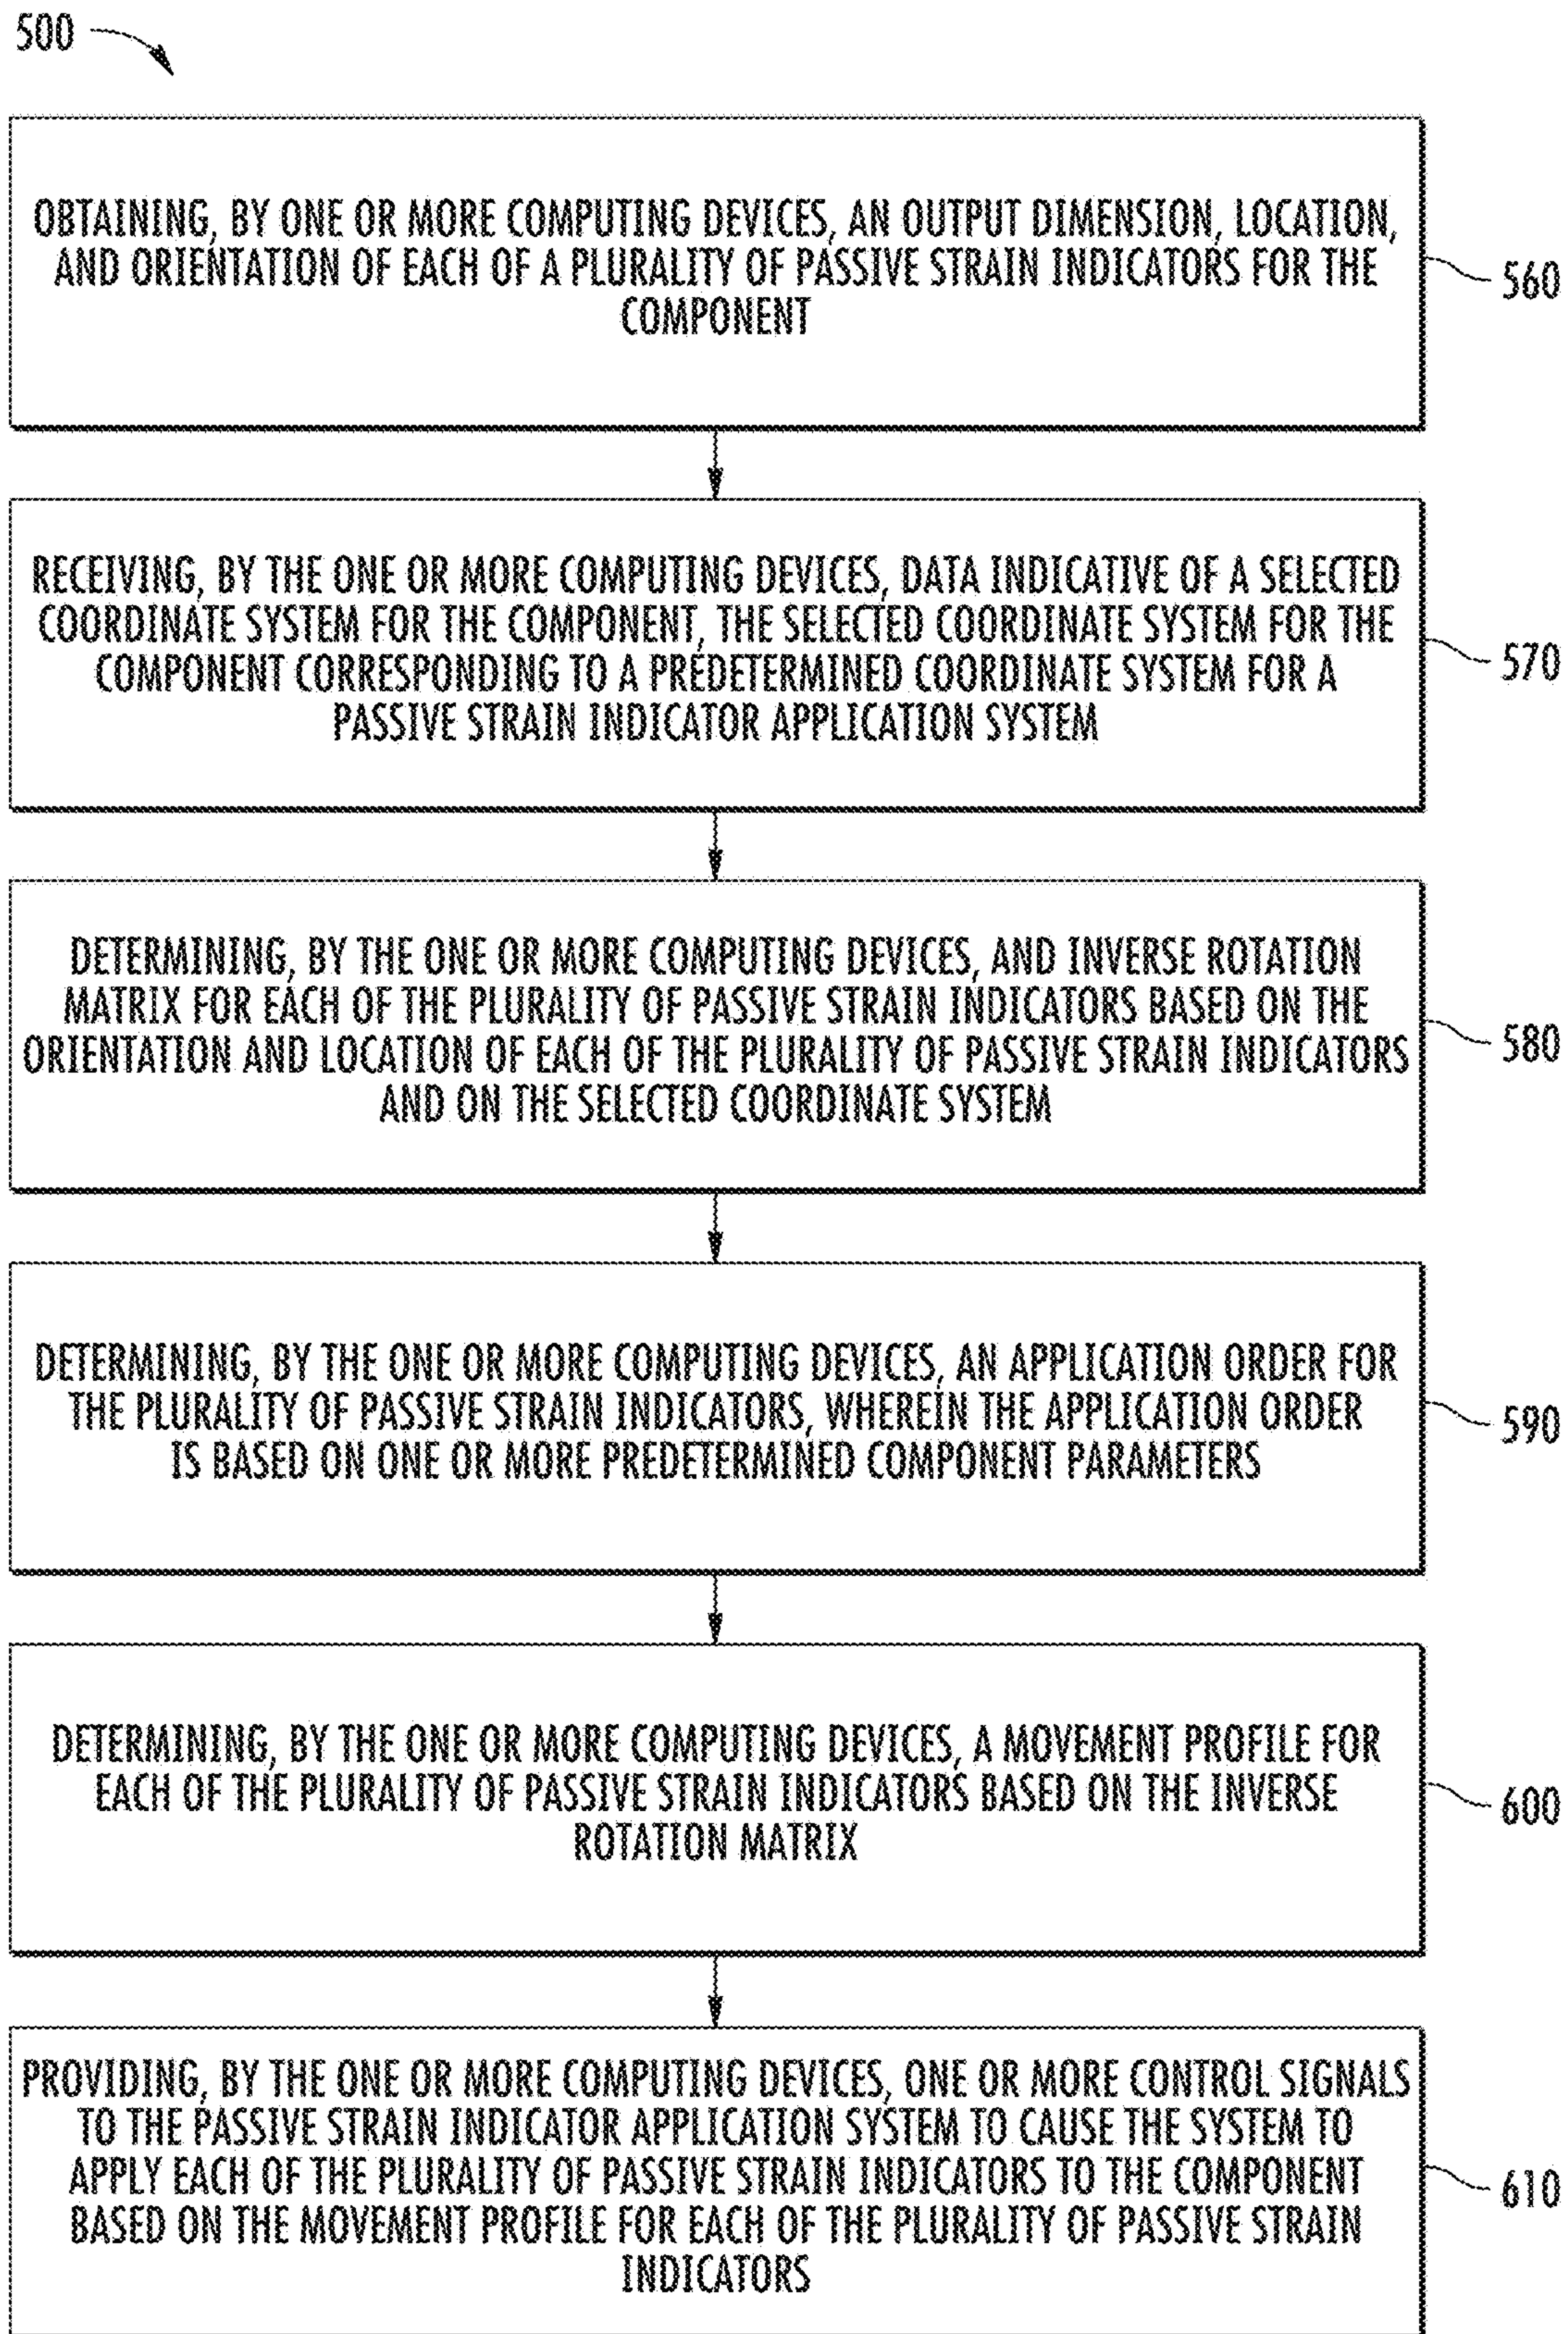 500
OBTAINING, BY ONE OR MORE COMPUTING DEVICES, AN OUTPUT DIMENSION, LOCATION,
AND ORIENTATION OF EACH OF A PLURALITY OF PASSIVE STRAIN INDICATORS FOR THE
COMPONENT
560
RECEIVING, BY THE ONE OR MORE COMPUTING DEVICES, DATA INDICATIVE OF A SELECTED
COORDINATE SYSTEM FOR THE COMPONENT, THE SELECTED COORDINATE SYSTEM FOR THE
COMPONENT CORRESPONDING TO A PREDETERMINED COORDINATE SYSTEM FOR A
PASSIVE STRAIN INDICATOR APPLICATION SYSTEM
570
DETERMINING, BY THE ONE OR MORE COMPUTING DEVICES, AND INVERSE ROTATION
MATRIX FOR EACH OF THE PLURALITY OF PASSIVE STRAIN INDICATORS BASED ON THE
ORIENTATION AND LOCATION OF EACH OF THE PLURALITY OF PASSIVE STRAIN INDICATORS
AND ON THE SELECTED COORDINATE SYSTEM
580
DETERMINING, BY THE ONE OR MORE COMPUTING DEVICES, AN APPLICATION ORDER FOR
THE PLURALITY OF PASSIVE STRAIN INDICATORS, WHEREIN THE APPLICATION ORDER
IS BASED ON ONE OR MORE PREDETERMINED COMPONENT PARAMETERS
590
DETERMINING, BY THE ONE OR MORE COMPUTING DEVICES, A MOVEMENT PROFILE FOR
EACH OF THE PLURALITY OF PASSIVE STRAIN INDICATORS BASED ON THE INVERSE
ROTATION MATRIX
600
PROVIDING, BY THE ONE OR MORE COMPUTING DEVICES, ONE OR MORE CONTROL SIGNALS
TO THE PASSIVE STRAIN INDICATOR APPLICATION SYSTEM TO CAUSE THE SYSTEM TO
APPLY EACH OF THE PLURALITY OF PASSIVE STRAIN INDICATORS TO THE COMPONENT
BASED ON THE MOVEMENT PROFILE FOR EACH OF THE PLURALITY OF PASSIVE STRAIN
INDICATORS
610